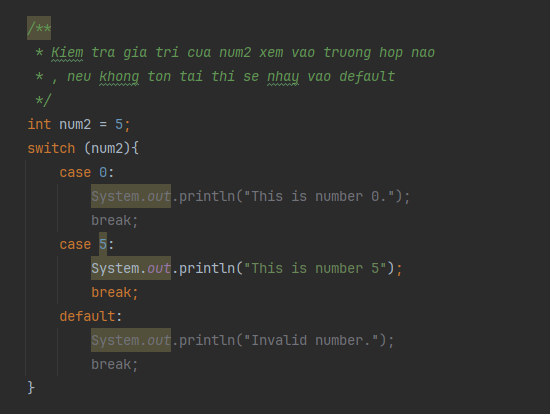 /**
 * Kiem tra gia tri cua num2 xem vao truong hop nao
 * , neu khong ton tai thi se nhay vao default
 */
int num2 = 5;
switch (num2){
    case 0:
        System.out.println("This is number 0.");
        break;
    case 5:
        System.out.println("This is number 5");
        break;
    default:
        System.out.println("Invalid number.");
        break;
}